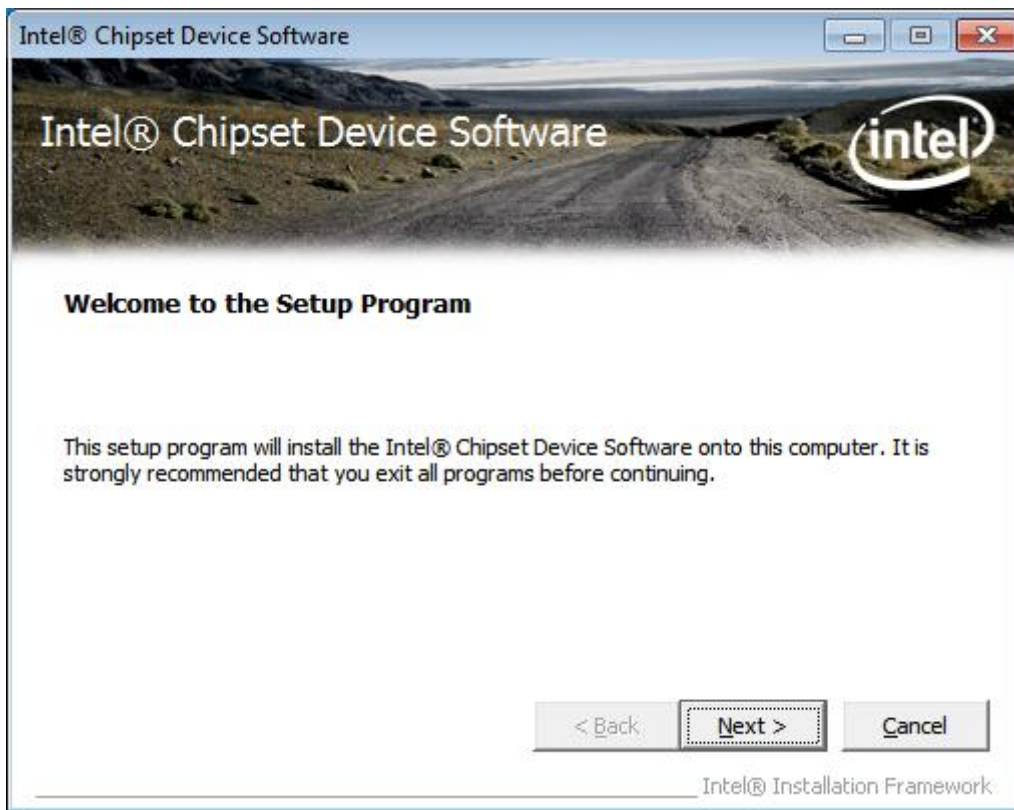 Intel® Chipset Device Software
Intel® Chipset Device Software
intel
Welcome to the Setup Program
This setup program will install the Intel® Chipset Device Software onto this computer. It is
strongly recommended that you exit all programs before continuing.
< Back
Next >
Cancel
Intel® Installation Framework